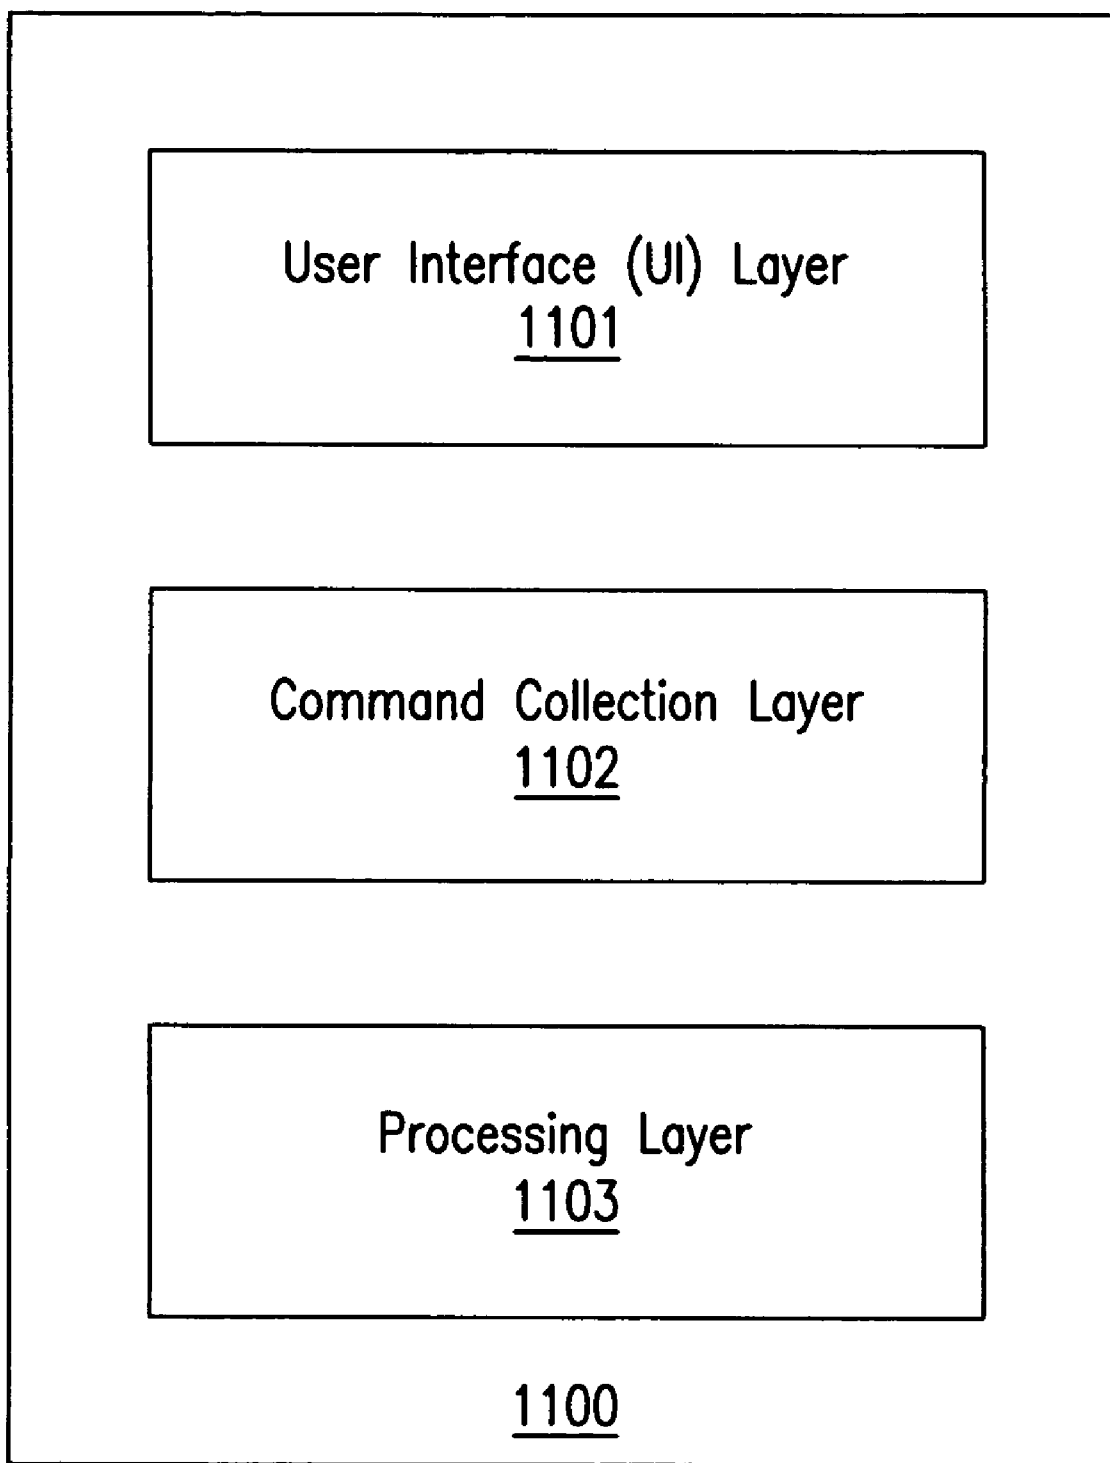 User Interface (UI) Layer
1101
Command Collection Layer
1102
Processing Layer
1103
1100